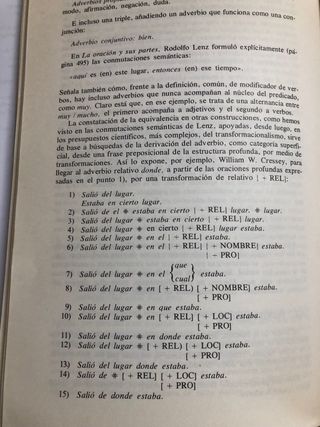 Adverbios prop
modo, afirmación, negación, duda.
E incluso una triple, añadiendo un adverbio que funciona como con-
junción:
Adverbio conjuntivo: bien.
En La oración y sus partes, Rodolfo Lenz formuló explícitamente (pá-
gina 495) las conmutaciones semánticas:
«aquí es (en) este lugar, entonces (en) ese tiempo».
Señala también cómo, frente a la definición, común, de modificador de ver-
bos, hay incluso adverbios que nunca acompañan al núcleo del predicado,
como muy. Claro está que, en ese ejemplo, se trata de una alternancia entre
muy / mucho, el primero acompaña a adjetivos y el segundo a verbos.
La constatación de la equivalencia en otras construcciones, como hemos
visto en las conmutaciones semánticas de Lenz, apoyadas, desde luego, en
los presupuestos científicos, más complejos, del transformacionalismo, sirve
de base a búsquedas de la derivación del adverbio, como categoría superfi-
cial, desde una frase preposicional de la estructura profunda, por medio de
transformaciones. Así lo expone, por ejemplo, William W. Cressey, para
llegar al adverbio relativo donde, a partir de las oraciones profundas expre-
sadas en el punto 1), por una transformación de relativo | + REL|:
1) Salió del lugar.
Estaba en cierto lugar.
2) Salió de el ❋ estaba en cierto | + REL| lugar. ❋ lugar.
3) Salió del lugar ❋ estaba en cierto | + REL| lugar.
4) Salió del lugar ❋ en cierto | + REL| lugar estaba.
5) Salió del lugar ❋ en el | + REL| estaba.
6) Salió del lugar ❋ en el | + REL| | + NOMBRE| estaba.
| – PRO|
7) Salió del lugar ❋ en el {que cual} estaba.
8) Salió del lugar ❋ en [ + REL) [ + NOMBRE] estaba.
[ + PRO]
9) Salió del lugar ❋ en que estaba.
10) Salió del lugar ❋ en [ + REL] [ + LOC] estaba.
[ + PRO]
11) Salió del lugar ❋ en donde estaba.
12) Salió del lugar ❋ [ + REL) [ + LOC] estaba.
[ + PRO]
13) Salió del lugar donde estaba.
14) Salió de ❋ [ + REL] [ + LOC] estaba.
[ + PRO]
15) Salió de donde estaba.